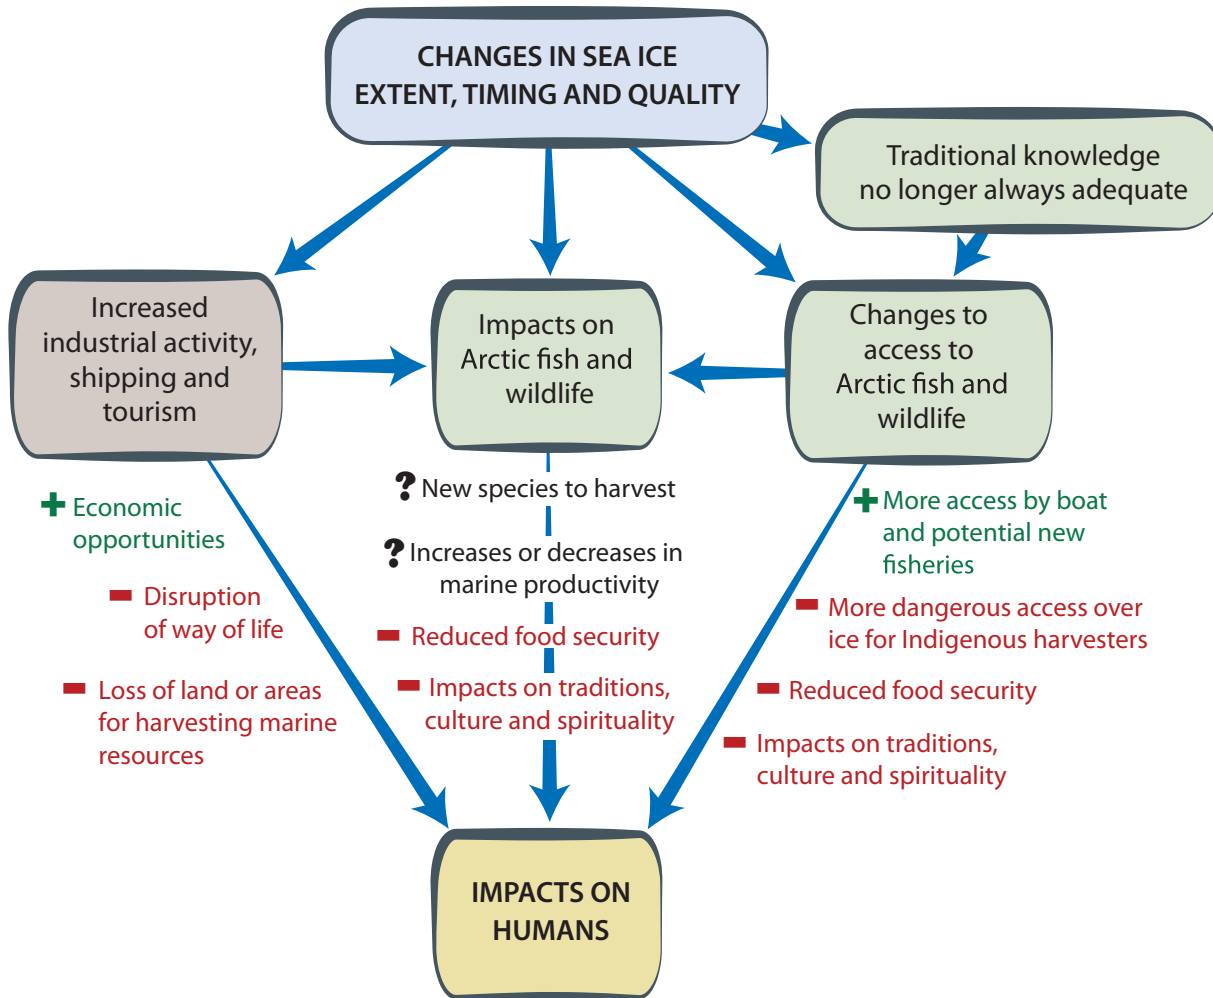 CHANGES IN SEA ICE
EXTENT, TIMING AND QUALITY
Traditional knowledge
no longer always adequate
Increased
industrial activity,
shipping and
tourism
Impacts on
Arctic fish and
wildlife
Changes to
access to
Arctic fish and
wildlife
+ Economic
opportunities
- Disruption
of way of life
- Loss of land or areas
for harvesting marine
resources
? New species to harvest
? Increases or decreases in
marine productivity
- Reduced food security
- Impacts on traditions,
culture and spirituality
+ More access by boat
and potential new
fisheries
- More dangerous access over
ice for Indigenous harvesters
- Reduced food security
- Impacts on traditions,
culture and spirituality
IMPACTS ON
HUMANS